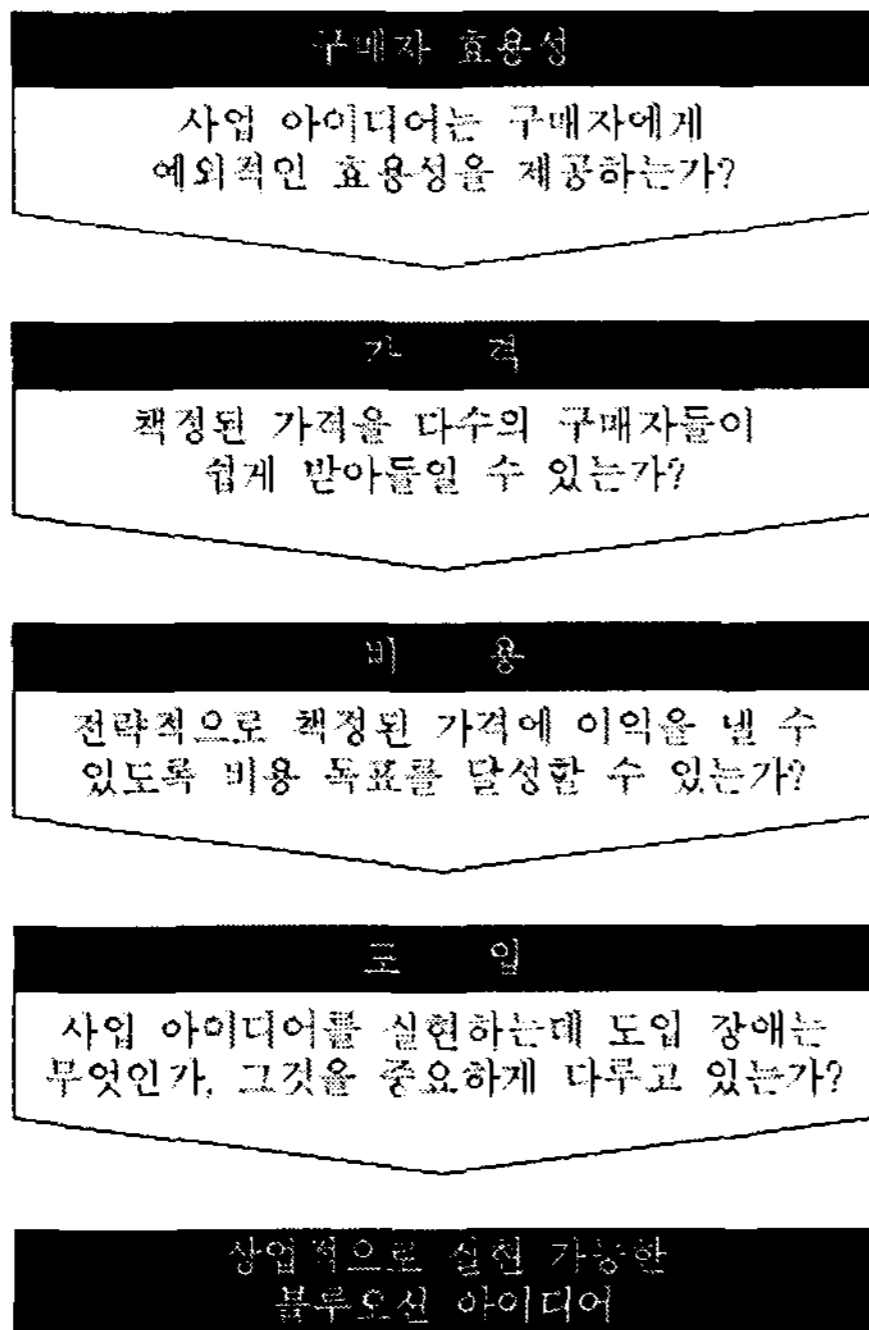 구매자 효용성
사업 아이디어는 구매자에게
예외적인 효용성을 제공하는가?
가 격
책정된 가격을 다수의 구매자들이
쉽게 받아들일 수 있는가?
비 용
전략적으로 책정된 가격에 이익을 낼 수
있도록 비용 목표를 달성할 수 있는가?
도 입
사업 아이디어를 실현하는데 도입 장애는
무엇인가, 그것을 중요하게 다루고 있는가?
상업적으로 실현 가능한
블루오션 아이디어